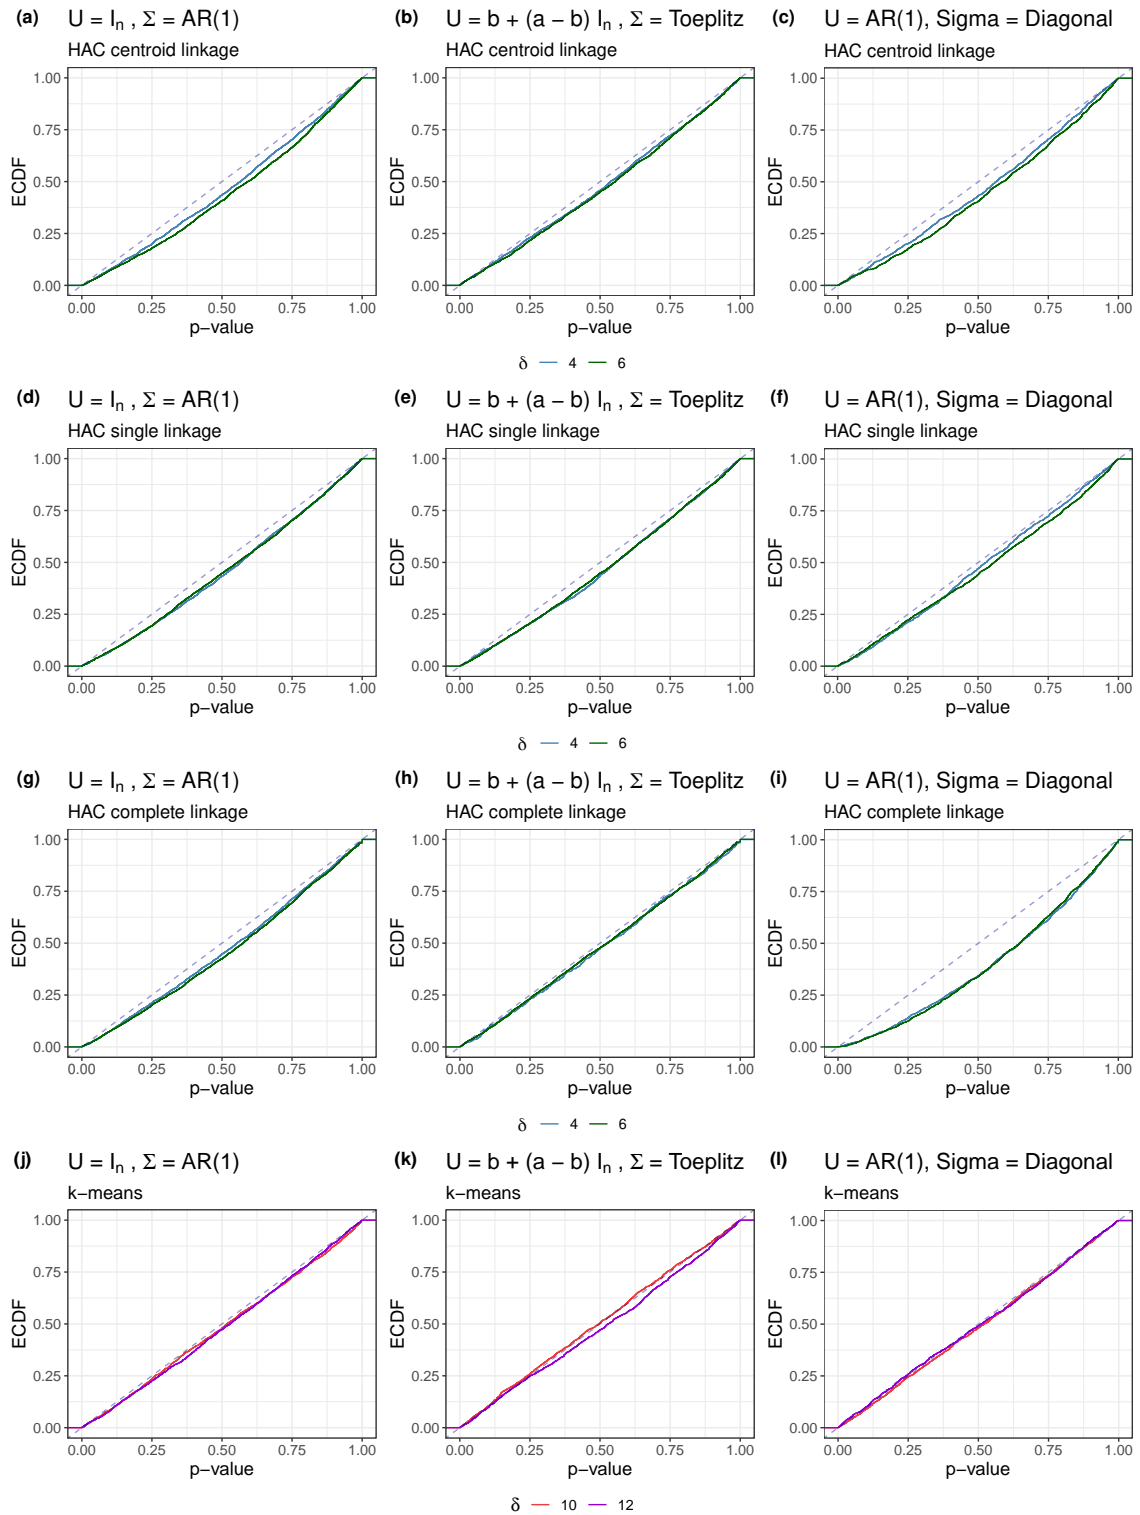 (a) U = In , Σ = AR(1)
HAC centroid linkage
1.00
0.75
0.50
0.25
0.00
ECDF
0.00 0.25 0.50 0.75 1.00
p−value
(b) U = b + (a − b) In , Σ = Toeplitz
HAC centroid linkage
1.00
0.75
0.50
0.25
0.00
ECDF
0.00 0.25 0.50 0.75 1.00
p−value
(c) U = AR(1), Sigma = Diagonal
HAC centroid linkage
1.00
0.75
0.50
0.25
0.00
ECDF
0.00 0.25 0.50 0.75 1.00
p−value
δ 4 6
(d) U = In , Σ = AR(1)
HAC single linkage
1.00
0.75
0.50
0.25
0.00
ECDF
0.00 0.25 0.50 0.75 1.00
p−value
(e) U = b + (a − b) In , Σ = Toeplitz
HAC single linkage
1.00
0.75
0.50
0.25
0.00
ECDF
0.00 0.25 0.50 0.75 1.00
p−value
(f) U = AR(1), Sigma = Diagonal
HAC single linkage
1.00
0.75
0.50
0.25
0.00
ECDF
0.00 0.25 0.50 0.75 1.00
p−value
δ 4 6
(g) U = In , Σ = AR(1)
HAC complete linkage
1.00
0.75
0.50
0.25
0.00
ECDF
0.00 0.25 0.50 0.75 1.00
p−value
(h) U = b + (a − b) In , Σ = Toeplitz
HAC complete linkage
1.00
0.75
0.50
0.25
0.00
ECDF
0.00 0.25 0.50 0.75 1.00
p−value
(i) U = AR(1), Sigma = Diagonal
HAC complete linkage
1.00
0.75
0.50
0.25
0.00
ECDF
0.00 0.25 0.50 0.75 1.00
p−value
δ 4 6
(j) U = In , Σ = AR(1)
k−means
1.00
0.75
0.50
0.25
0.00
ECDF
0.00 0.25 0.50 0.75 1.00
p−value
(k) U = b + (a − b) In , Σ = Toeplitz
k−means
1.00
0.75
0.50
0.25
0.00
ECDF
0.00 0.25 0.50 0.75 1.00
p−value
(l) U = AR(1), Sigma = Diagonal
k−means
1.00
0.75
0.50
0.25
0.00
ECDF
0.00 0.25 0.50 0.75 1.00
p−value
δ 10 12